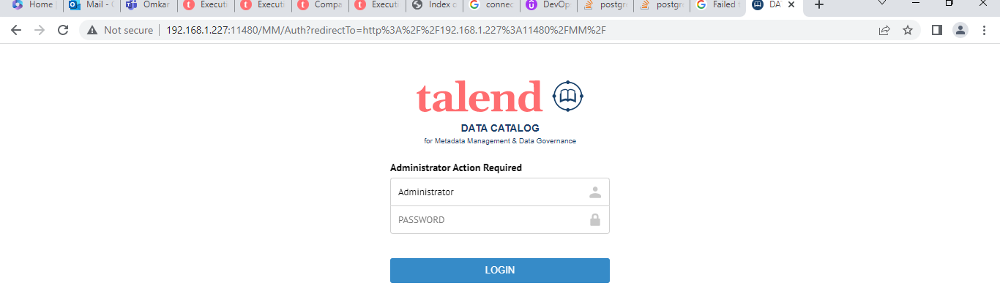 Home
Mail - C
Omkar
Executi
Executi
Compa
Executi
Index o
connec
DevOp
postgre
postgre
Failed t
DAT
Not secure
192.168.1.227:11480/MM/Auth?redirectTo=http%3A%2F%2F192.168.1.227%3A11480%2FMM%2F
talend
DATA CATALOG
for Metadata Management & Data Governance
Administrator Action Required
Administrator
PASSWORD
LOGIN